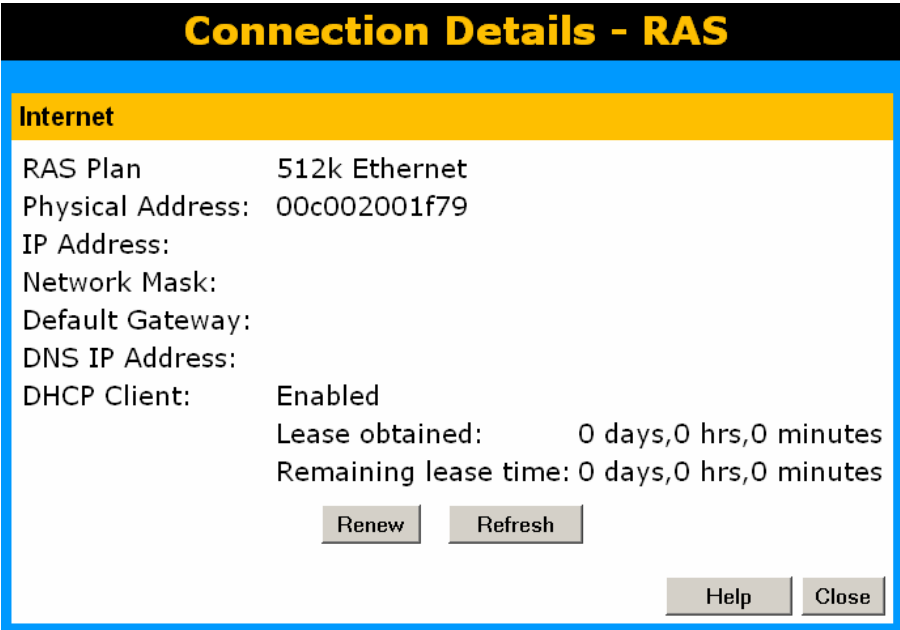 Connection Details - RAS
Internet
RAS Plan 512k Ethernet
Physical Address: 00c002001f79
IP Address:
Network Mask:
Default Gateway:
DNS IP Address:
DHCP Client: Enabled
Lease obtained: 0 days,0 hrs,0 minutes
Remaining lease time: 0 days,0 hrs,0 minutes
Renew Refresh
Help Close